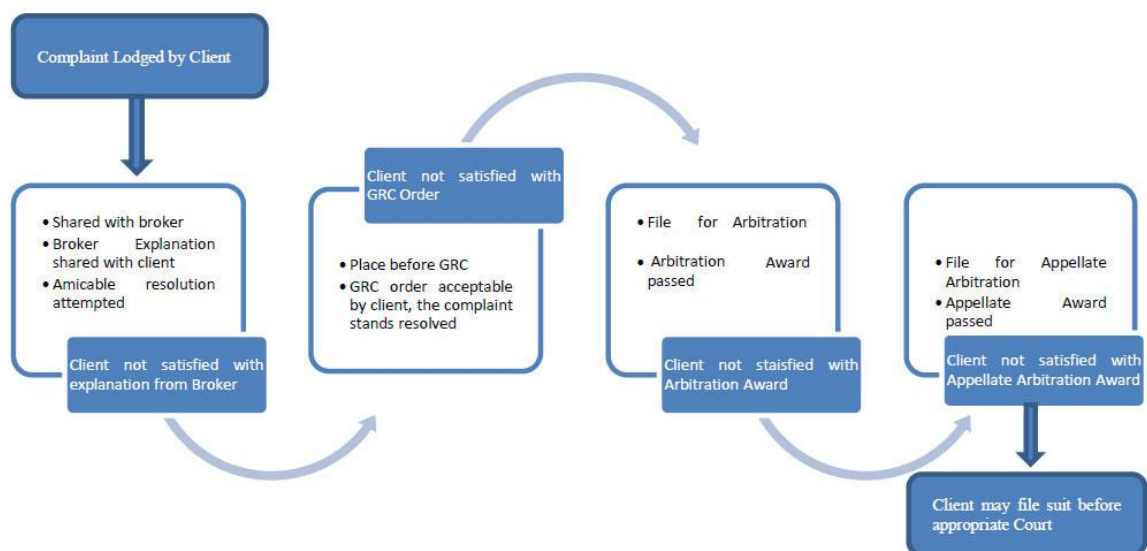 Complaint Lodged by Client
• Shared with broker
• Broker Explanation
shared with client
• Amicable resolution
attempted
Client not satisfied with
explanation from Broker
Client not satisfied with
GRC Order
• Place before GRC
• GRC order acceptable
by client, the complaint
stands resolved
• File for Arbitration
• Arbitration Award
passed
Client not staisfied with
Arbitration Award
• File for Appellate
Arbitration
• Appellate Award
passed
Client not satisfied with
Appellate Arbitration Award
Client may file suit before
appropriate Court